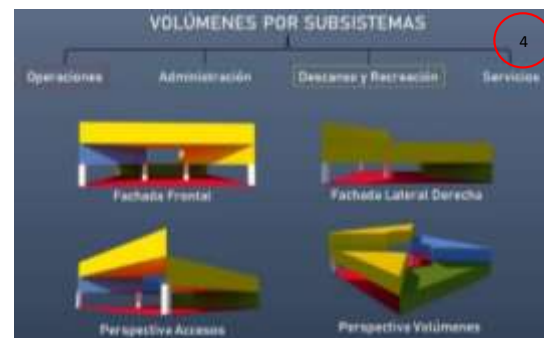 VOLÚMENES POR SUBSISTEMAS
4
Operaciones
Administración
Descanso y Recreación
Servicios
Fachada Frontal
Fachada Lateral Derecha
Perspectiva Accesos
Perspectiva Volúmenes